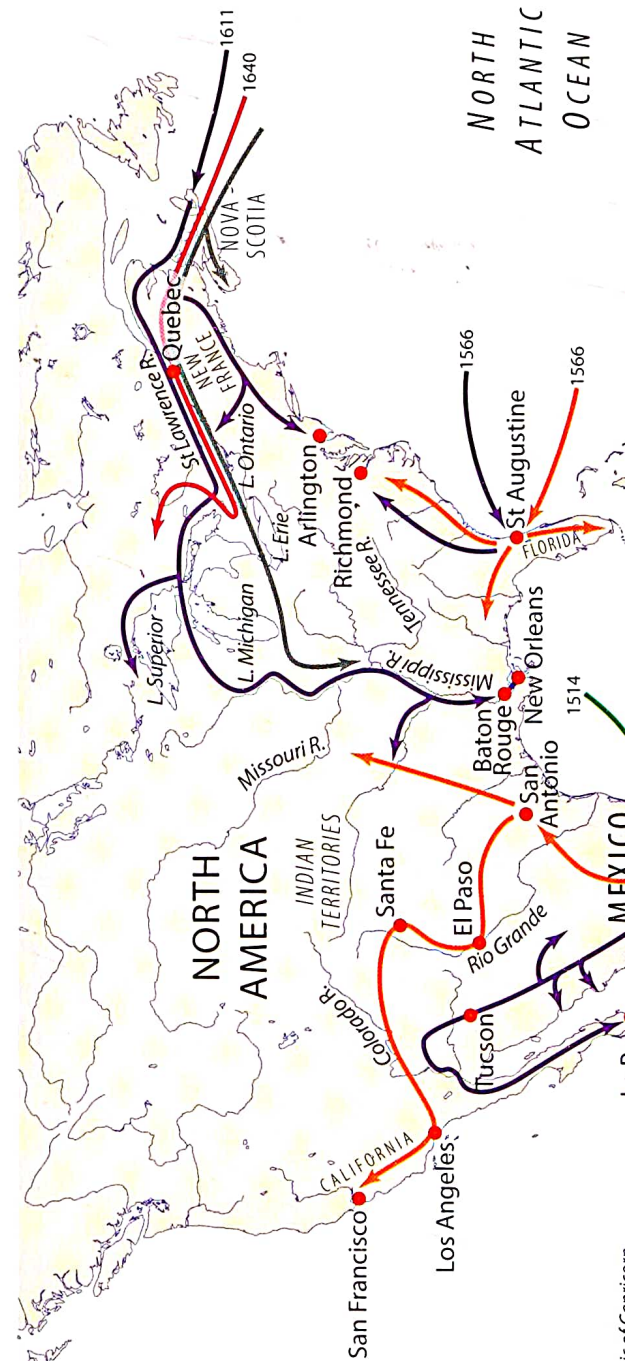 1611
1640
NORTH
ATLANTIC
OCEAN
NOVA
SCOTIA
Quebec
St Lawrence R.
NEW
FRANCE
L. Ontario
L. Erie
L. Superior
L. Michigan
Arlington
Richmond
Tennessee R.
1566
1566
St Augustine
FLORIDA
Mississippi R.
New Orleans
Baton
Rouge
1514
San
Antonio
Missouri R.
NORTH
AMERICA
INDIAN
TERRITORIES
Santa Fe
El Paso
Rio Grande
MEXICO
Colorado R.
Tucson
CALIFORNIA
Los Angeles
San Francisco